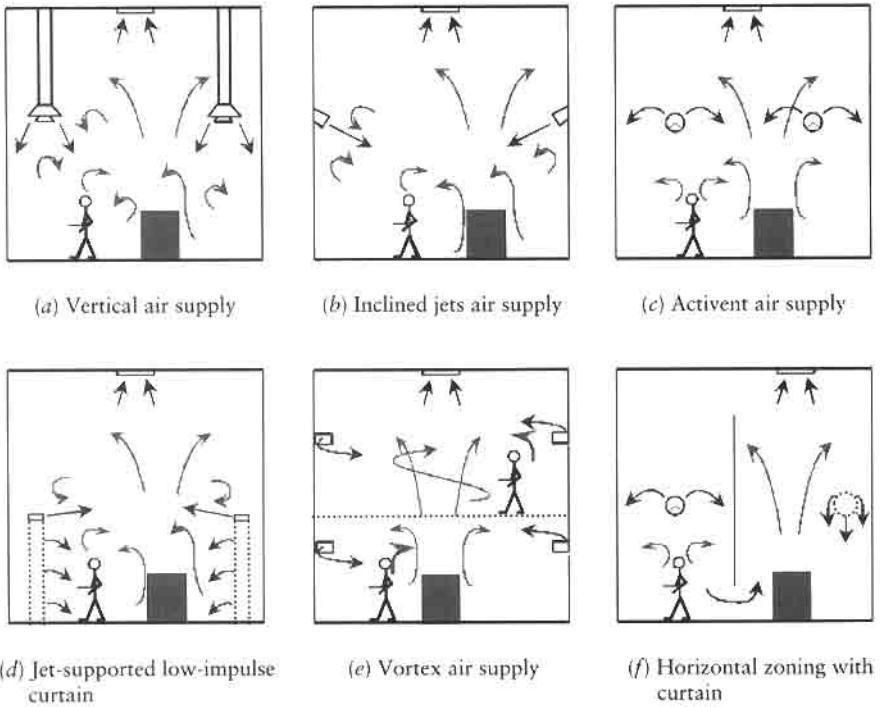 (a) Vertical air supply
(b) Inclined jets air supply
(c) Activent air supply
(d) Jet-supported low-impulse
curtain
(e) Vortex air supply
(f) Horizontal zoning with
curtain